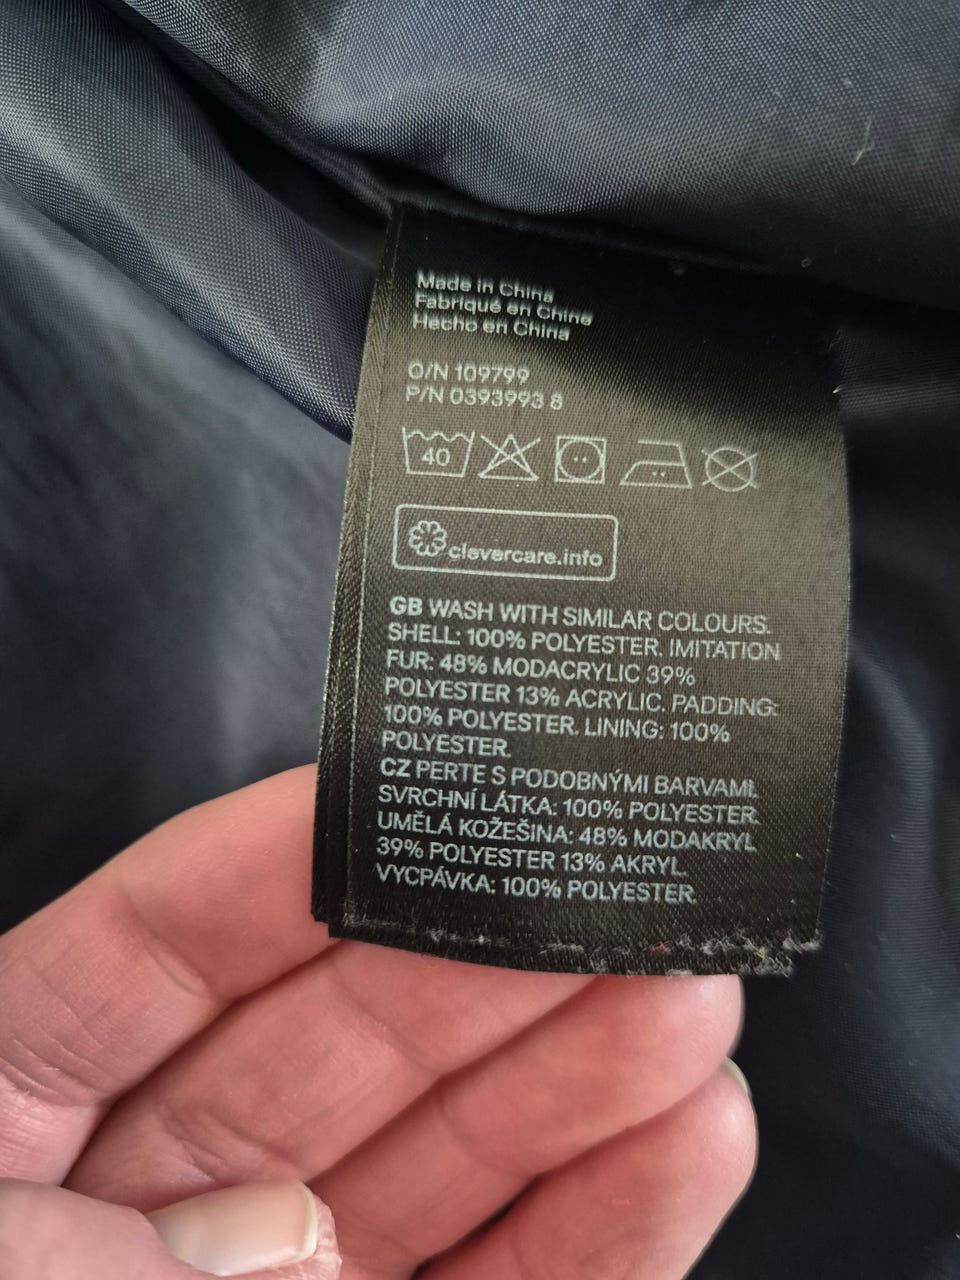 Made in China
Fabriqué en Chine
Hecho en China
O/N 109799
P/N 0393993 8
40
clevercare.info
GB WASH WITH SIMILAR COLOURS.
SHELL: 100% POLYESTER. IMITATION
FUR: 48% MODACRYLIC 39%
POLYESTER 13% ACRYLIC. PADDING:
100% POLYESTER. LINING: 100%
POLYESTER.
CZ PERTE S PODOBNÝMI BARVAMI.
SVRCHNÍ LÁTKA: 100% POLYESTER.
UMĚLÁ KOŽEŠINA: 48% MODAKRYL
39% POLYESTER 13% AKRYL.
VYCPÁVKA: 100% POLYESTER.